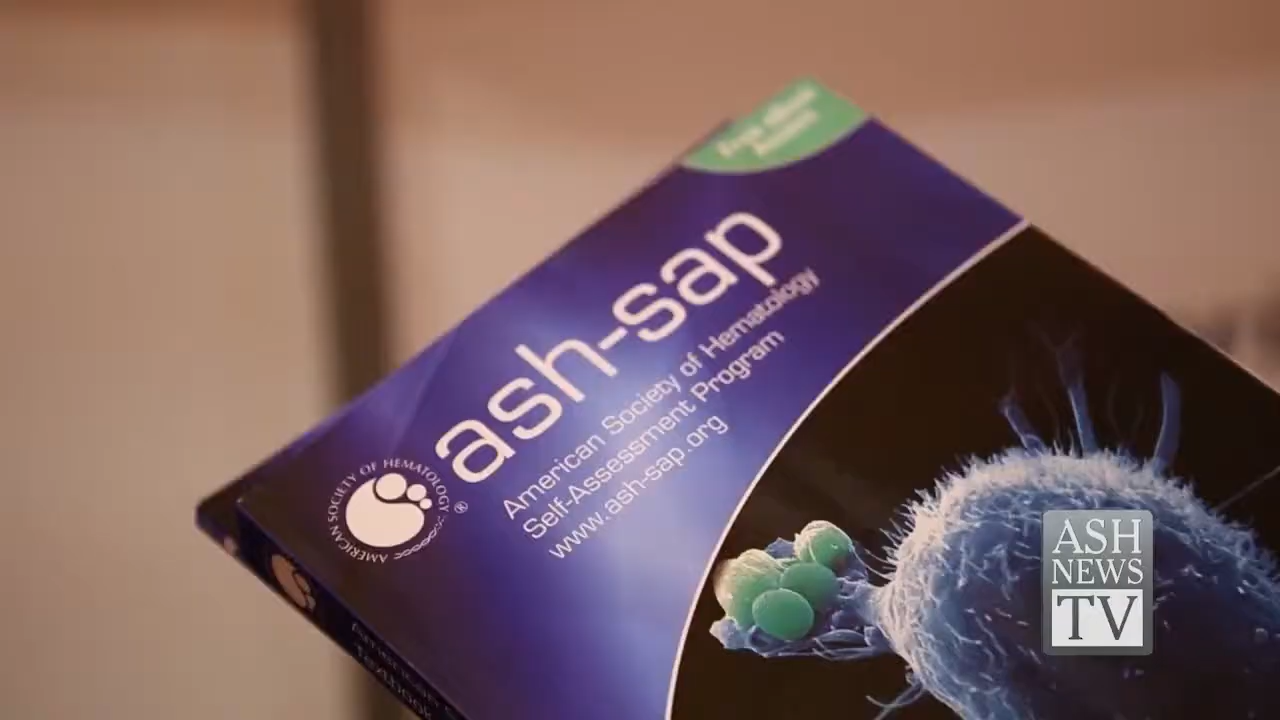 ash-sap
American Society of Hematology
Self-Assessment Program
www.ash-sap.org
AMERICAN SOCIETY OF HEMATOLOGY
®
ASH
NEWS
TV